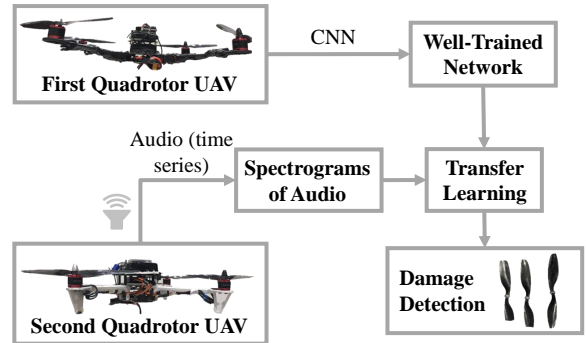 First Quadrotor UAV
CNN
Well-Trained
Network
Audio (time
series)
Spectrograms
of Audio
Transfer
Learning
Second Quadrotor UAV
Damage
Detection